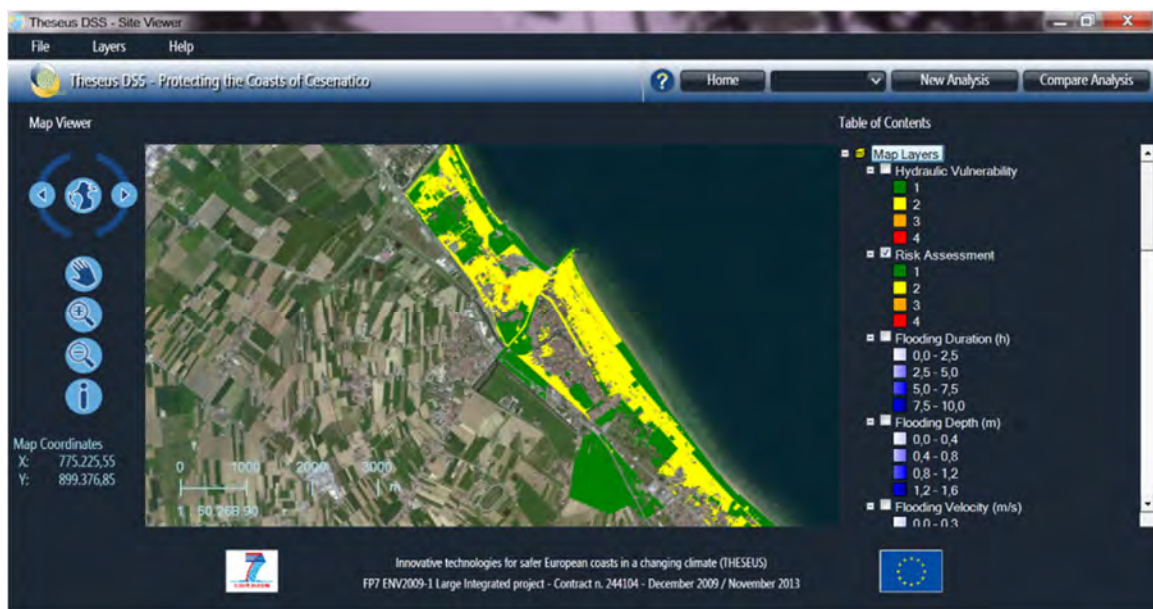 Theseus DSS - Site Viewer
File Layers Help
Theseus DSS - Protecting the Coasts of Cesenatico
? Home New Analysis Compare Analysis
Map Viewer
Table of Contents
Map Layers
Hydraulic Vulnerability
1
2
3
4
Risk Assessment
1
2
3
4
Flooding Duration (h)
0,0 - 2,5
2,5 - 5,0
5,0 - 7,5
7,5 - 10,0
Flooding Depth (m)
0,0 - 0,4
0,4 - 0,8
0,8 - 1,2
1,2 - 1,6
Flooding Velocity (m/s)
0,0 - 0,3
Map Coordinates
X: 775.225,55
Y: 899.376,85
0 1000 2000 3000
m
1 50.268,90
7
Innovative technologies for safer European coasts in a changing climate (THESEUS)
FP7 ENV2009-1 Large Integrated project - Contract n. 244104 - December 2009 / November 2013